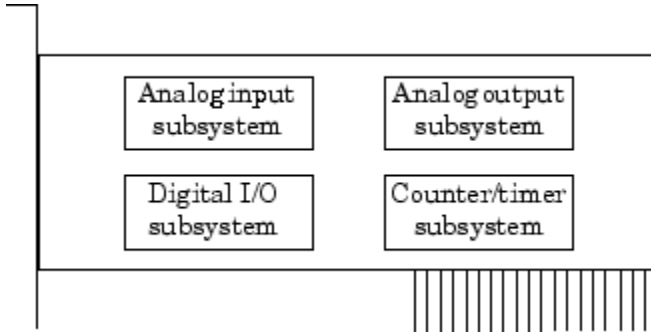 Analog input
subsystem
Analog output
subsystem
Digital I/O
subsystem
Counter/timer
subsystem